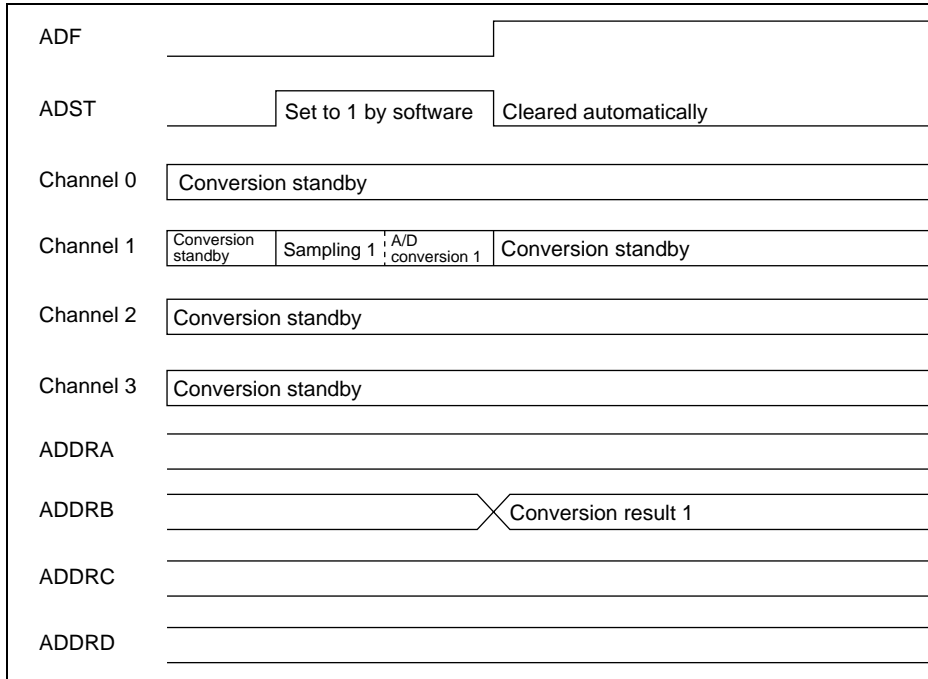 ADF
ADST Set to 1 by software Cleared automatically
Channel 0 Conversion standby
Channel 1 Conversion standby Sampling 1 A/D conversion 1 Conversion standby
Channel 2 Conversion standby
Channel 3 Conversion standby
ADDRA
ADDRB Conversion result 1
ADDRC
ADDRD